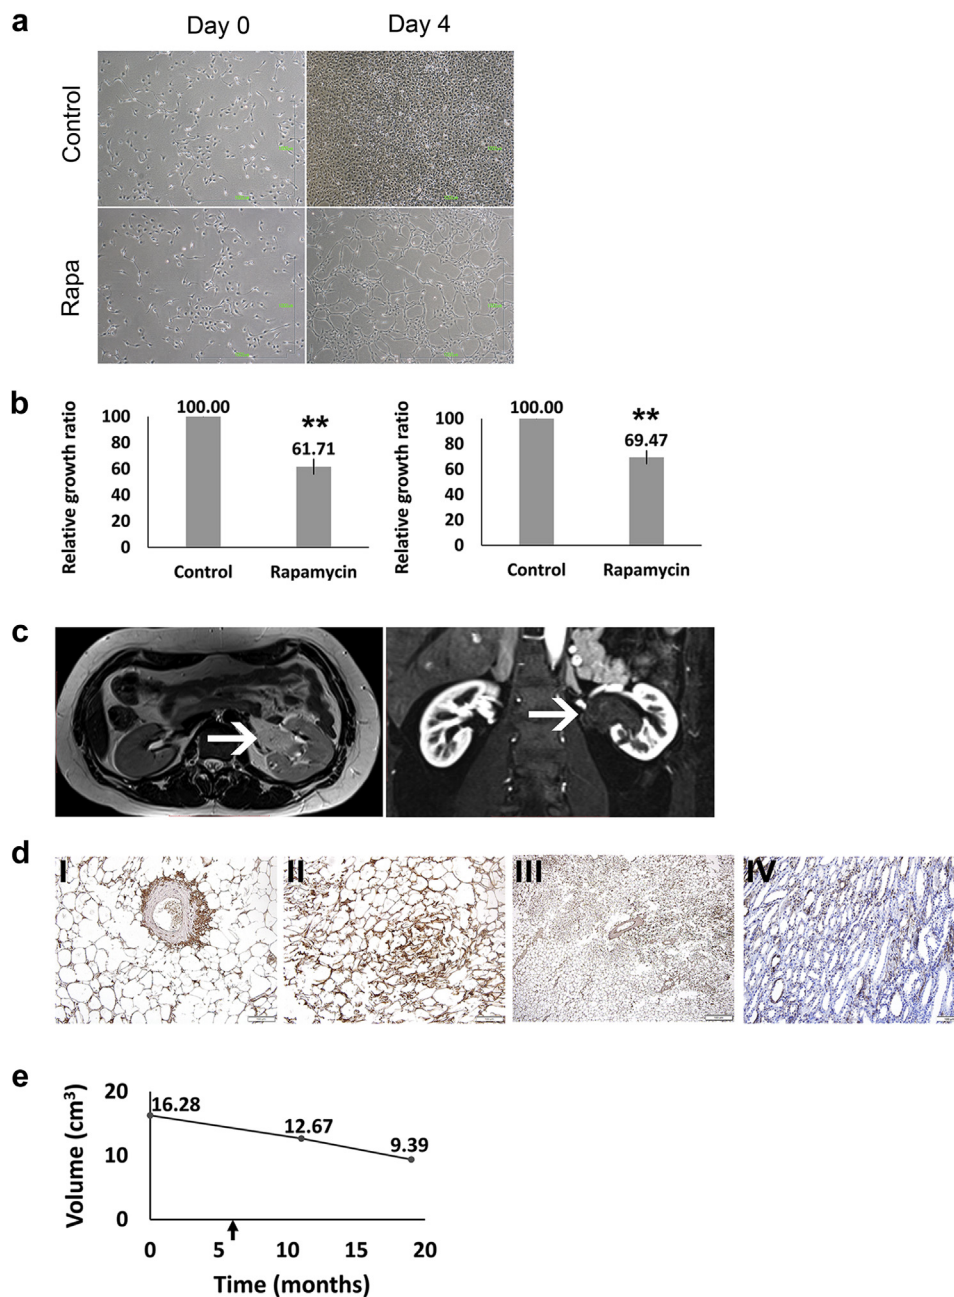 a
Day 0
Day 4
Control
Rapa
b
Relative growth ratio
100
80
60
40
20
0
100.00
**
61.71
Control
Rapamycin
Relative growth ratio
100
80
60
40
20
0
100.00
**
69.47
Control
Rapamycin
c
d
I
II
III
IV
e
Volume (cm³)
20
10
0
16.28
12.67
9.39
0
5
10
15
20
Time (months)